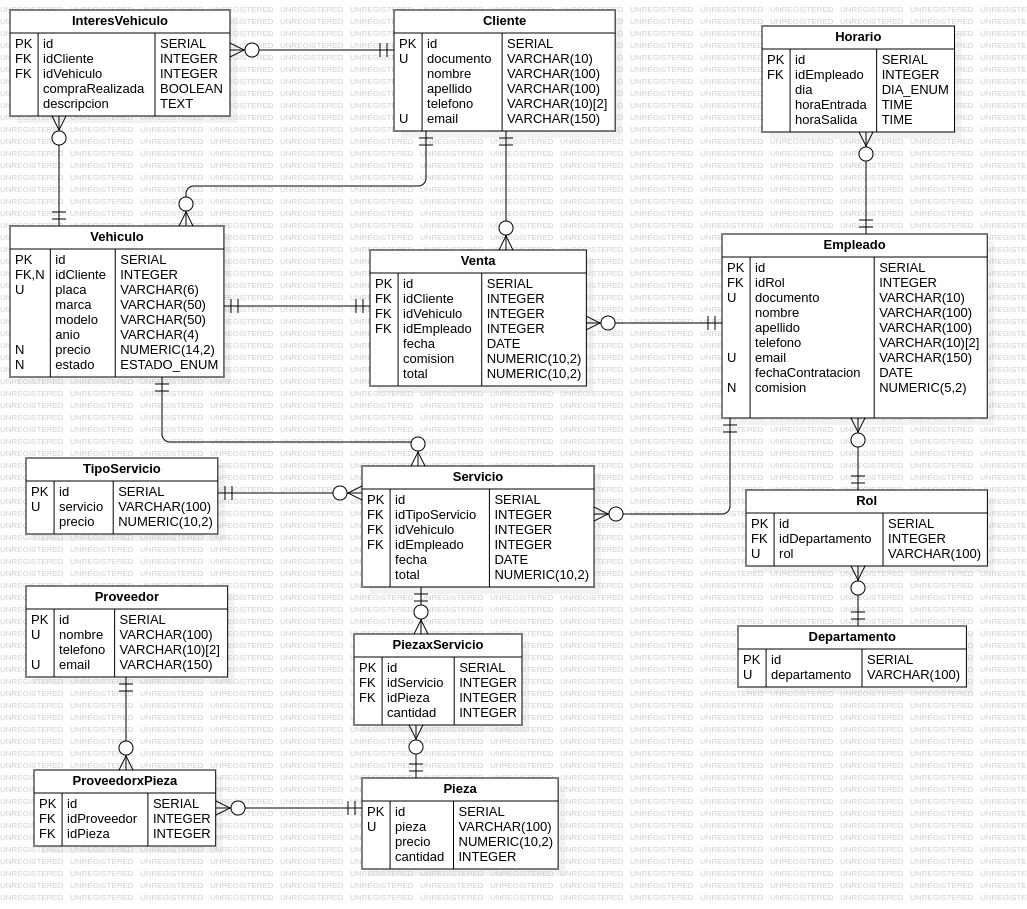 InteresVehiculo
PK id SERIAL
FK idCliente INTEGER
FK idVehiculo INTEGER
compraRealizada BOOLEAN
descripcion TEXT
Cliente
PK id SERIAL
U documento VARCHAR(10)
nombre VARCHAR(100)
apellido VARCHAR(100)
telefono VARCHAR(10)[2]
U email VARCHAR(150)
Horario
PK id SERIAL
FK idEmpleado INTEGER
dia DIA_ENUM
horaEntrada TIME
horaSalida TIME
Vehiculo
PK id SERIAL
FK,N idCliente INTEGER
U placa VARCHAR(6)
marca VARCHAR(50)
modelo VARCHAR(50)
anio VARCHAR(4)
N precio NUMERIC(14,2)
N estado ESTADO_ENUM
Venta
PK id SERIAL
FK idCliente INTEGER
FK idVehiculo INTEGER
FK idEmpleado INTEGER
fecha DATE
comision NUMERIC(10,2)
total NUMERIC(10,2)
Empleado
PK id SERIAL
FK idRol INTEGER
U documento VARCHAR(10)
nombre VARCHAR(100)
apellido VARCHAR(100)
telefono VARCHAR(10)[2]
U email VARCHAR(150)
fechaContratacion DATE
N comision NUMERIC(5,2)
TipoServicio
PK id SERIAL
U servicio VARCHAR(100)
precio NUMERIC(10,2)
Servicio
PK id SERIAL
FK idTipoServicio INTEGER
FK idVehiculo INTEGER
FK idEmpleado INTEGER
fecha DATE
total NUMERIC(10,2)
Rol
PK id SERIAL
FK idDepartamento INTEGER
U rol VARCHAR(100)
Proveedor
PK id SERIAL
U nombre VARCHAR(100)
telefono VARCHAR(10)[2]
U email VARCHAR(150)
PiezaxServicio
PK id SERIAL
FK idServicio INTEGER
FK idPieza INTEGER
cantidad INTEGER
Departamento
PK id SERIAL
U departamento VARCHAR(100)
ProveedorxPieza
PK id SERIAL
FK idProveedor INTEGER
FK idPieza INTEGER
Pieza
PK id SERIAL
U pieza VARCHAR(100)
precio NUMERIC(10,2)
cantidad INTEGER
UNREGISTERED